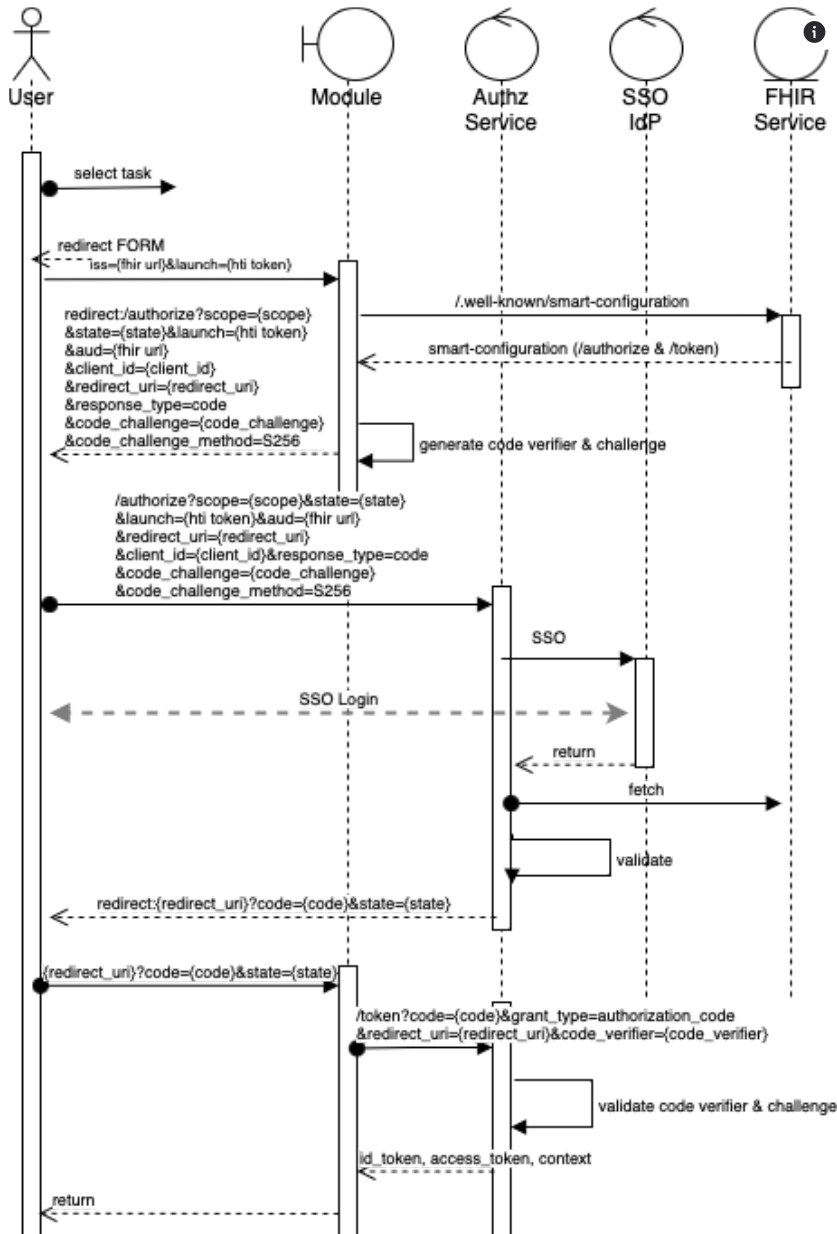 i
User
Module
Authz
Service
SSO
IdP
FHIR
Service
select task
redirect FORM
iss={fhir url}&launch={hti token}
/.well-known/smart-configuration
redirect:/authorize?scope={scope}
&state={state}&launch={hti token}
&aud={fhir url}
&client_id={client_id}
&redirect_uri={redirect_uri}
&response_type=code
&code_challenge={code_challenge}
&code_challenge_method=S256
smart-configuration (/authorize & /token)
generate code verifier & challenge
/authorize?scope={scope}&state={state}
&launch={hti token}&aud={fhir url}
&redirect_uri={redirect_uri}
&client_id={client_id}&response_type=code
&code_challenge={code_challenge}
&code_challenge_method=S256
SSO
SSO Login
return
fetch
validate
redirect:{redirect_uri}?code={code}&state={state}
{redirect_uri}?code={code}&state={state}
/token?code={code}&grant_type=authorization_code
&redirect_uri={redirect_uri}&code_verifier={code_verifier}
validate code verifier & challenge
id_token, access_token, context
return